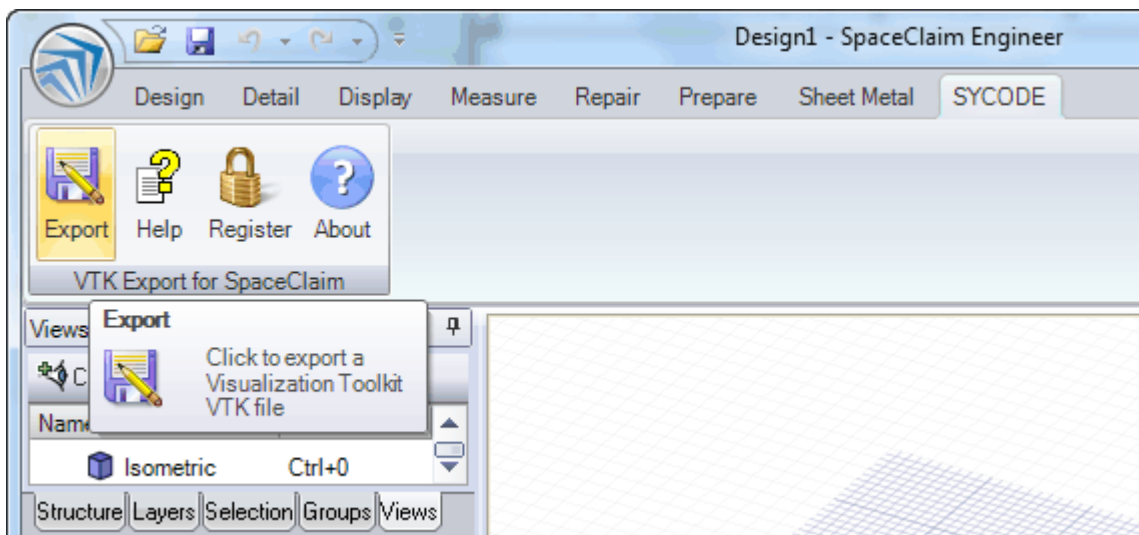 Design1 - SpaceClaim Engineer
Design Detail Display Measure Repair Prepare Sheet Metal SYCODE
Export Help Register About
VTK Export for SpaceClaim
Views
Export
Click to export a
Visualization Toolkit
VTK file
C
Name
Isometric Ctrl+0
Structure Layers Selection Groups Views